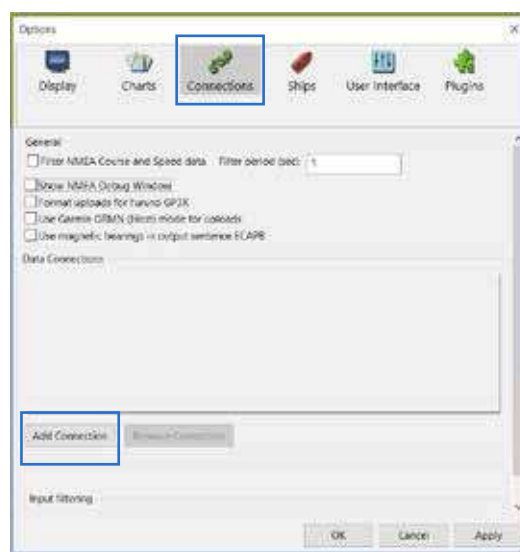 Options
Display Charts Connections Ships User Interface Plugins
General
Filter NMEA Course and Speed data Filter period (sec) 1
Show NMEA Debug Window
Format uploads for Furuno GP3X
Use Garmin GRMN (Host) mode for uploads
Use magnetic bearings in output sentence ECAPB
Data Connections
Add Connection Remove Connection
Input filtering
OK Cancel Apply